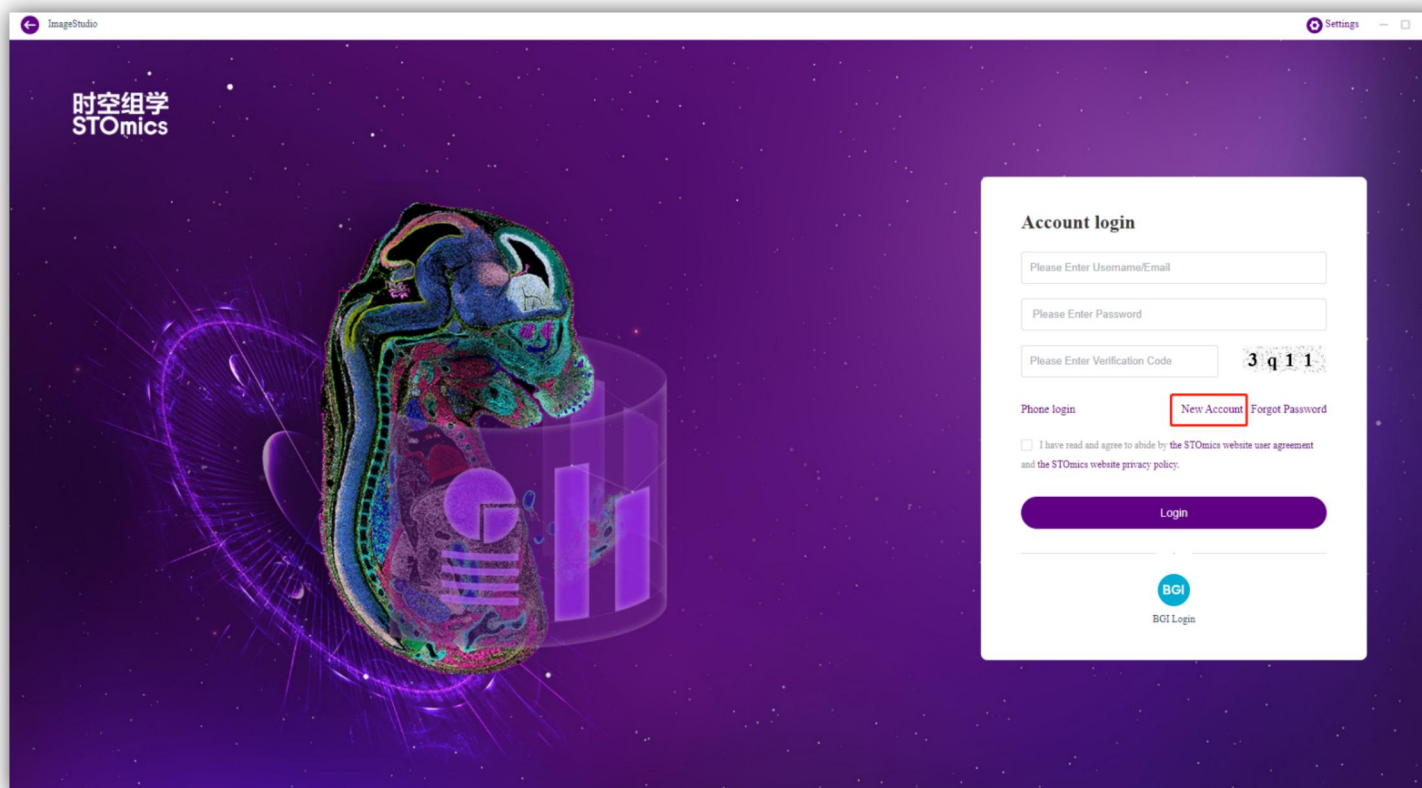 ImageStudio
Settings
时空组学
STOmics
Account login
Please Enter Username/Email
Please Enter Password
Please Enter Verification Code
3 q 1 1
Phone login New Account Forgot Password
I have read and agree to abide by the STOmics website user agreement
and the STOmics website privacy policy.
Login
BGI
BGI Login